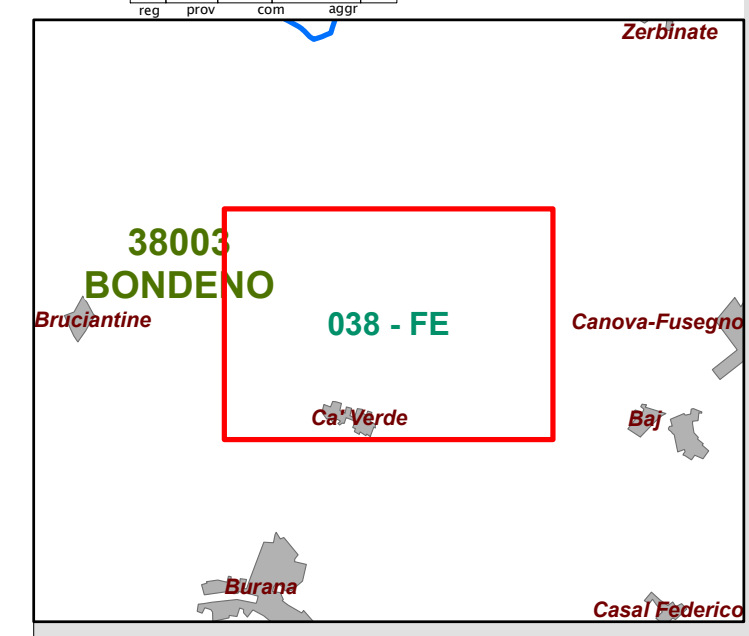 reg prov com aggr
Zerbinate
38003
BONDENO
Bruciantine
038 - FE
Canova-Fusegno
Ca' Verde
Baj
Burana
Casal Federico